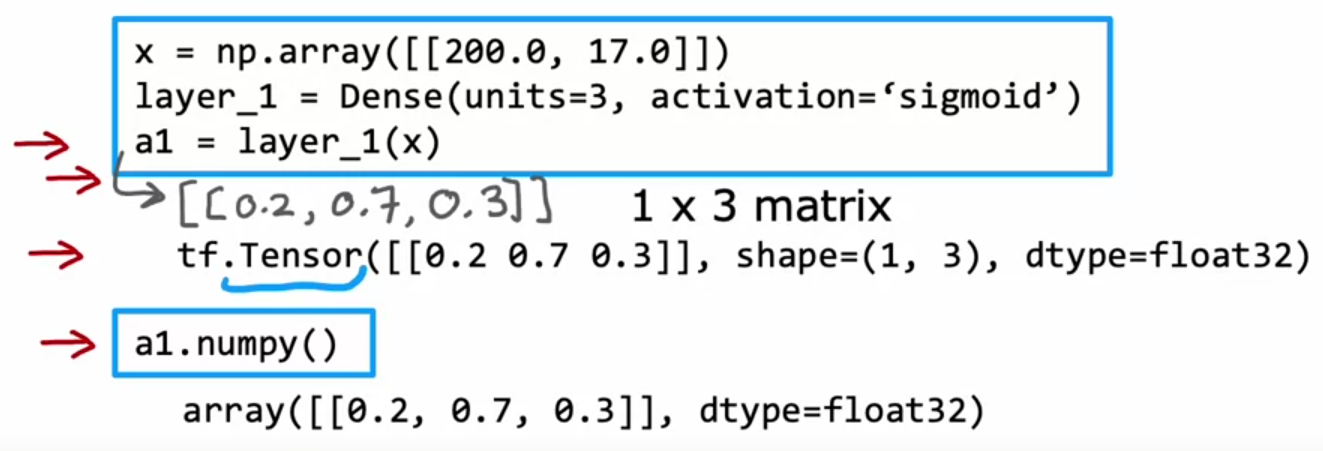 x = np.array([[200.0, 17.0]])
layer_1 = Dense(units=3, activation=‘sigmoid’)
a1 = layer_1(x)
[[0.2, 0.7, 0.3]] 1 x 3 matrix
tf.Tensor([[0.2 0.7 0.3]], shape=(1, 3), dtype=float32)
a1.numpy()
array([[0.2, 0.7, 0.3]], dtype=float32)